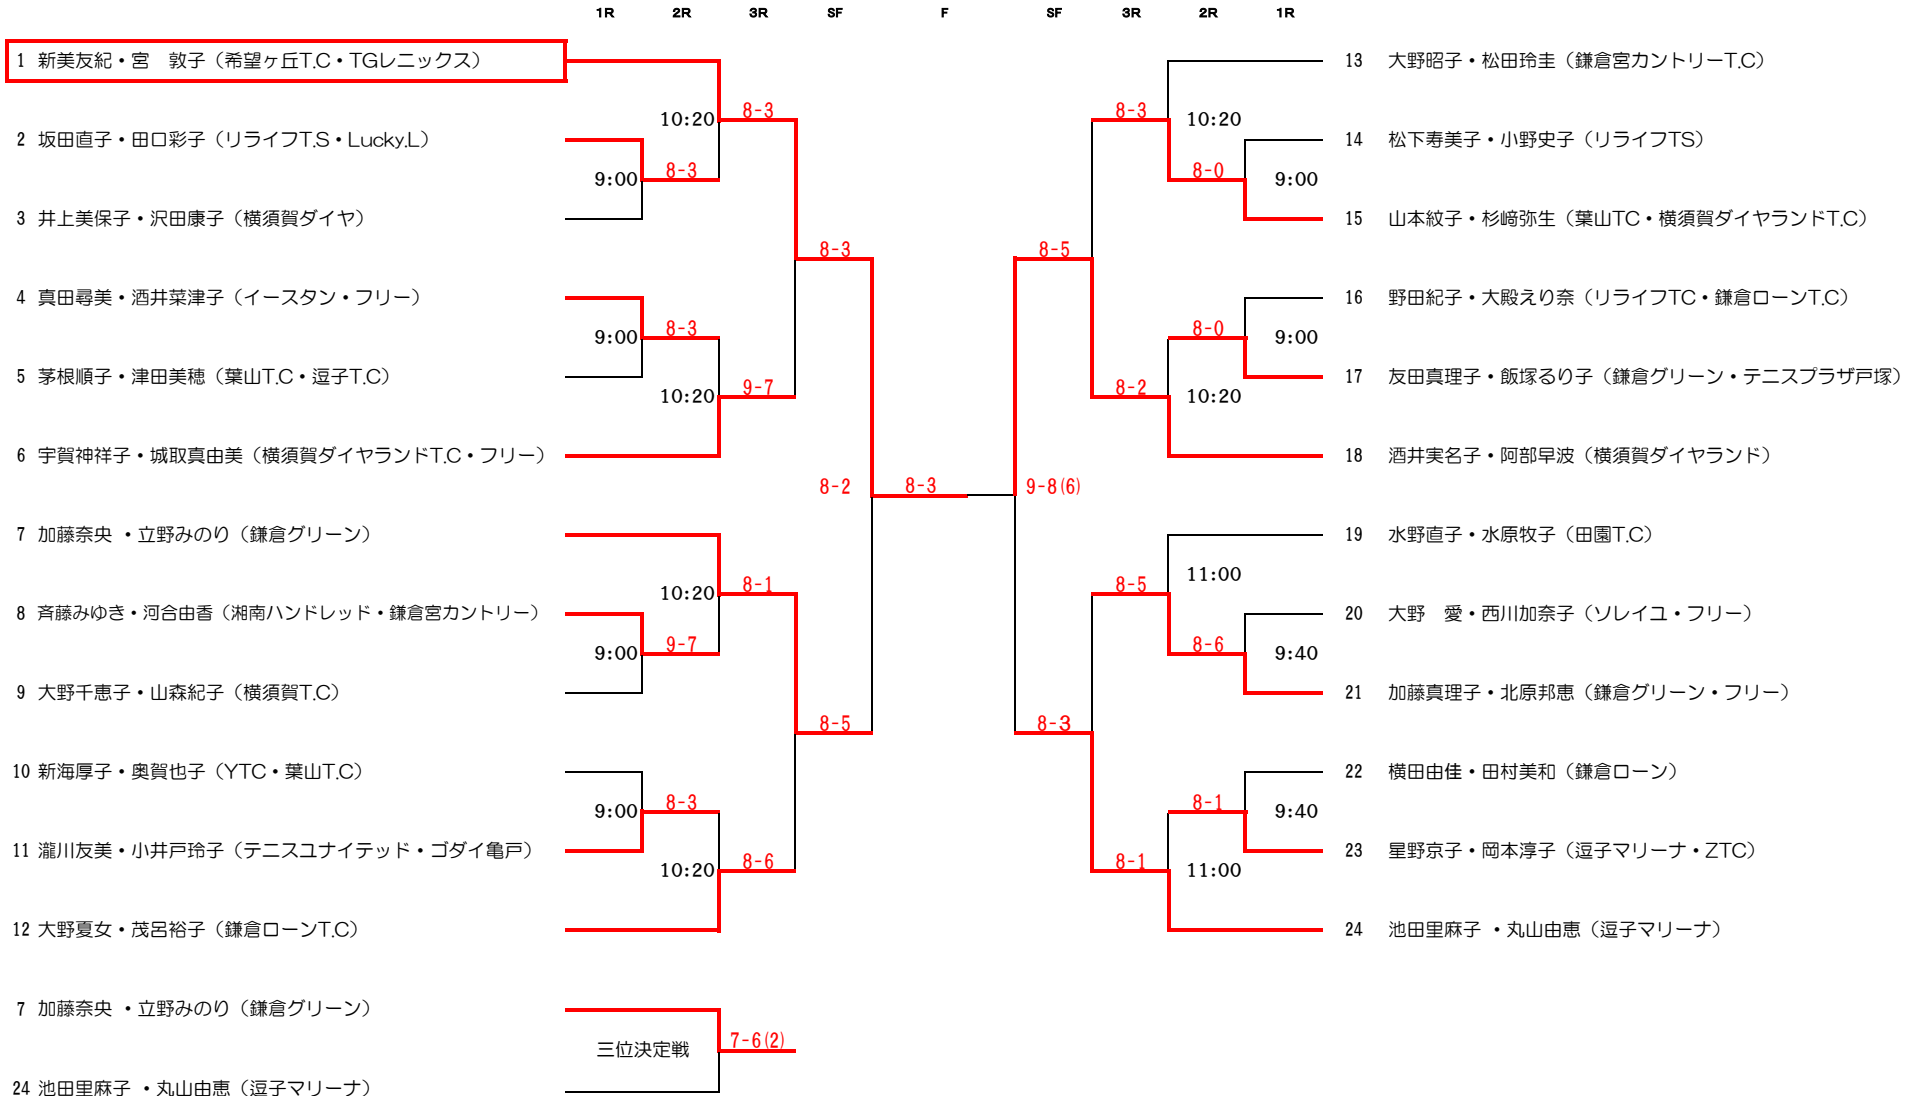 1R 2R 3R SF F SF 3R 2R 1R
1 新美友紀・宮　敦子（希望ヶ丘T.C・TGレニックス）
2 坂田直子・田口彩子（リライフT.S・Lucky.L）
3 井上美保子・沢田康子（横須賀ダイヤ）
4 真田尋美・酒井菜津子（イースタン・フリー）
5 茅根順子・津田美穂（葉山T.C・逗子T.C）
6 宇賀神祥子・城取真由美（横須賀ダイヤランドT.C・フリー）
7 加藤奈央 ・立野みのり（鎌倉グリーン）
8 斉藤みゆき・河合由香（湘南ハンドレッド・鎌倉宮カントリー）
9 大野千恵子・山森紀子（横須賀T.C）
10 新海厚子・奥賀也子（YTC・葉山T.C）
11 瀧川友美・小井戸玲子（テニスユナイテッド・ゴダイ亀戸）
12 大野夏女・茂呂裕子（鎌倉ローンT.C）
9:00
9:00
9:00
9:00
10:20
8-3
8-3
10:20
9-7
10:20
9-7
8-3
10:20
8-3
8-3
9-7
8-1
8-6
8-3
8-5
8-2
8-3
9-8(6)
8-5
8-3
8-3
8-2
8-5
8-1
10:20
8-0
8-0
10:20
11:00
8-6
8-1
11:00
9:00
9:00
9:40
9:40
13 大野昭子・松田玲圭（鎌倉宮カントリーT.C）
14 松下寿美子・小野史子（リライフTS）
15 山本紋子・杉﨑弥生（葉山TC・横須賀ダイヤランドT.C）
16 野田紀子・大殿えり奈（リライフTC・鎌倉ローンT.C）
17 友田真理子・飯塚るり子（鎌倉グリーン・テニスプラザ戸塚）
18 酒井実名子・阿部早波（横須賀ダイヤランド）
19 水野直子・水原牧子（田園T.C）
20 大野　愛・西川加奈子（ソレイユ・フリー）
21 加藤真理子・北原邦恵（鎌倉グリーン・フリー）
22 横田由佳・田村美和（鎌倉ローン）
23 星野京子・岡本淳子（逗子マリーナ・ZTC）
24 池田里麻子 ・丸山由恵（逗子マリーナ）
7 加藤奈央 ・立野みのり（鎌倉グリーン）
三位決定戦
7-6(2)
24 池田里麻子 ・丸山由恵（逗子マリーナ）